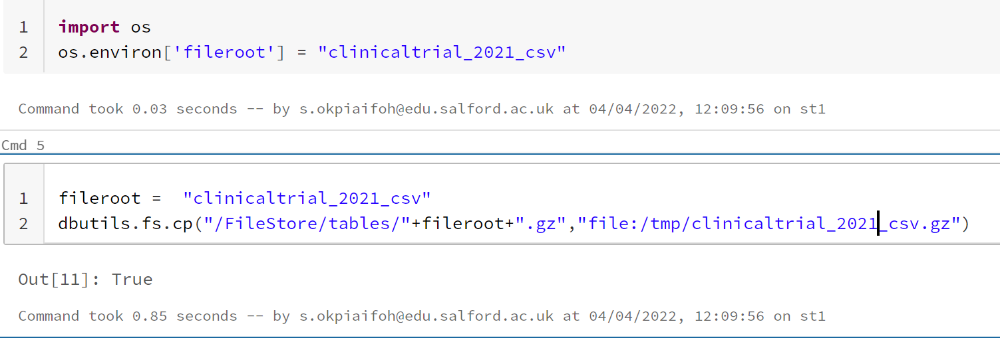 1 import os
2 os.environ['fileroot'] = "clinicaltrial_2021_csv"
Command took 0.03 seconds -- by s.okpiaifoh@edu.salford.ac.uk at 04/04/2022, 12:09:56 on st1
Cmd 5
1 fileroot =  "clinicaltrial_2021_csv"
2 dbutils.fs.cp("/FileStore/tables/"+fileroot+".gz","file:/tmp/clinicaltrial_2021_csv.gz")
Out[11]: True
Command took 0.85 seconds -- by s.okpiaifoh@edu.salford.ac.uk at 04/04/2022, 12:09:56 on st1